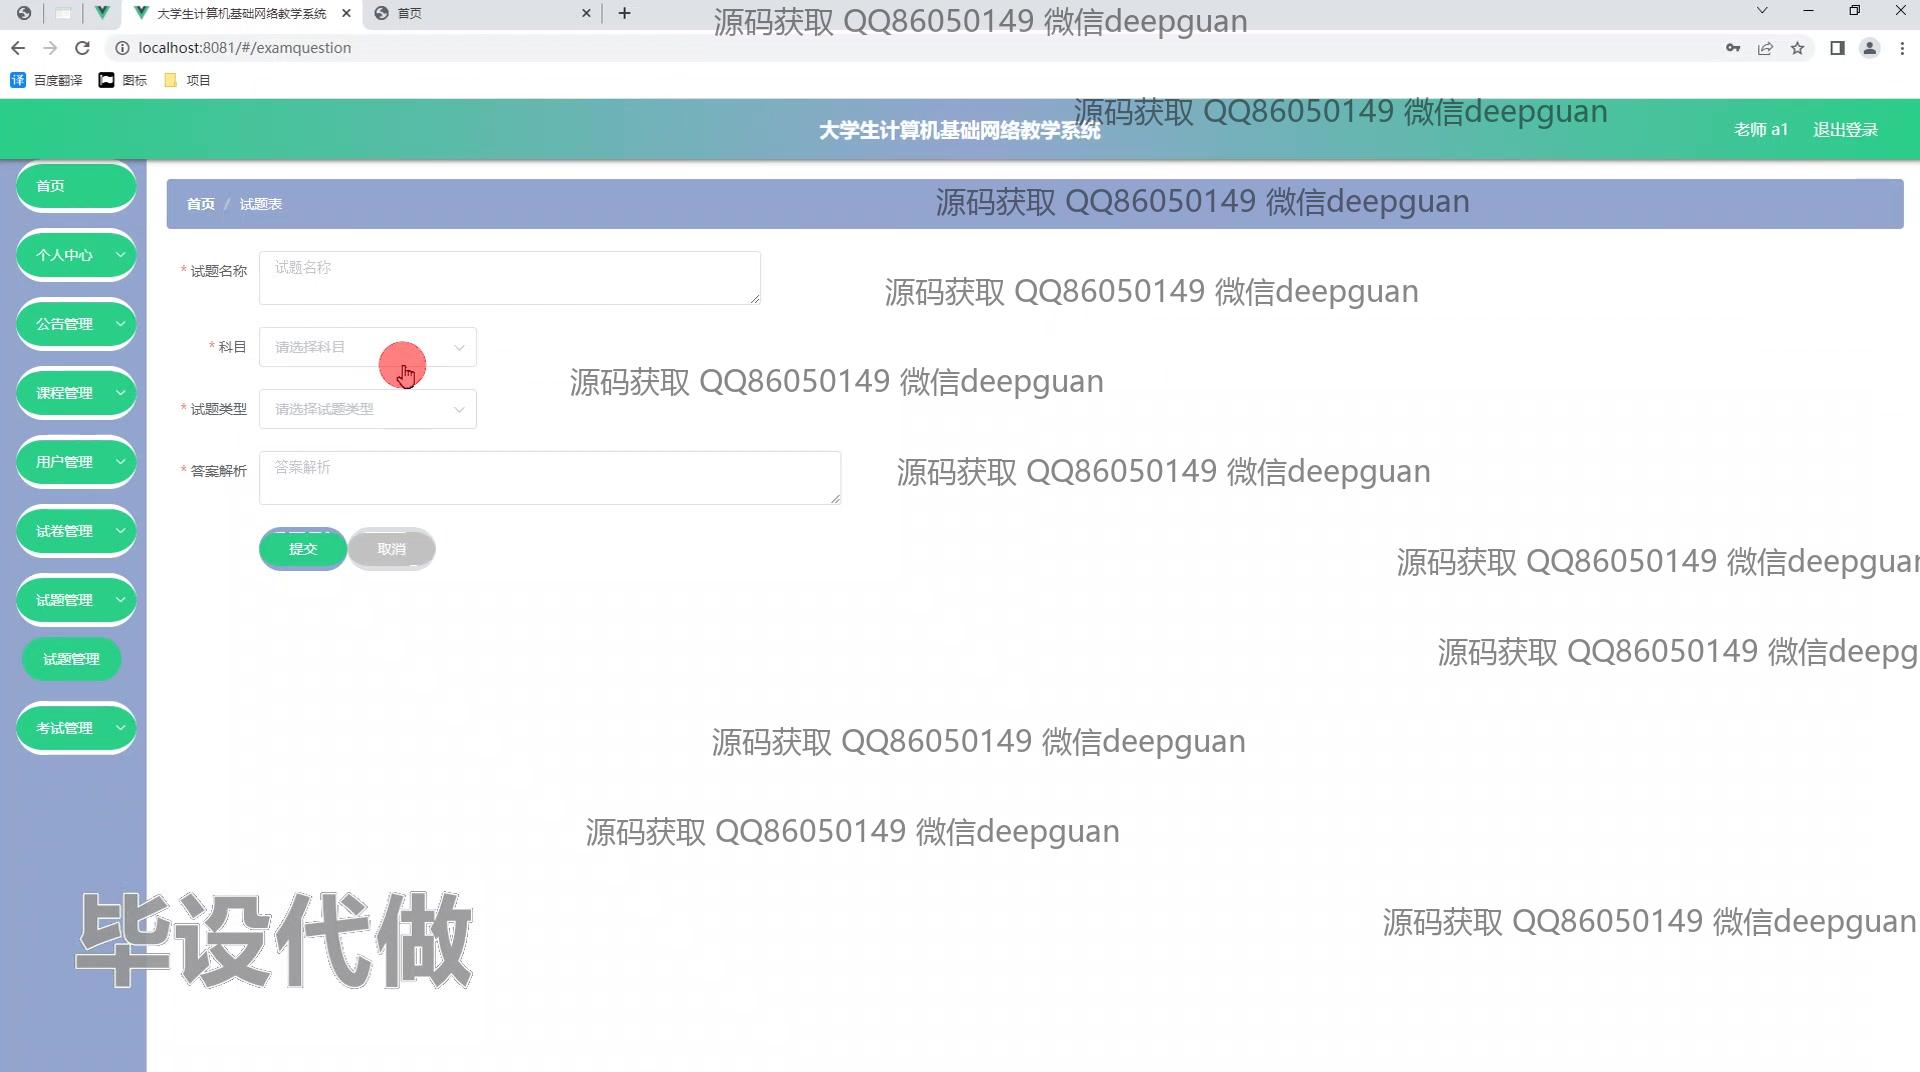 大学生计算机基础网络教学系统
首页
源码获取 QQ86050149 微信deepguan
localhost:8081/#/examquestion
百度翻译
图标
项目
源码获取 QQ86050149 微信deepguan
大学生计算机基础网络教学系统
老师 a1
退出登录
首页
首页 / 试题表
源码获取 QQ86050149 微信deepguan
个人中心
* 试题名称
试题名称
源码获取 QQ86050149 微信deepguan
公告管理
* 科目
请选择科目
源码获取 QQ86050149 微信deepguan
课程管理
* 试题类型
请选择试题类型
用户管理
* 答案解析
答案解析
源码获取 QQ86050149 微信deepguan
试卷管理
提交
取消
源码获取 QQ86050149 微信deepguan
试题管理
试题管理
源码获取 QQ86050149 微信deepg
考试管理
源码获取 QQ86050149 微信deepguan
源码获取 QQ86050149 微信deepguan
毕设代做
源码获取 QQ86050149 微信deepguan